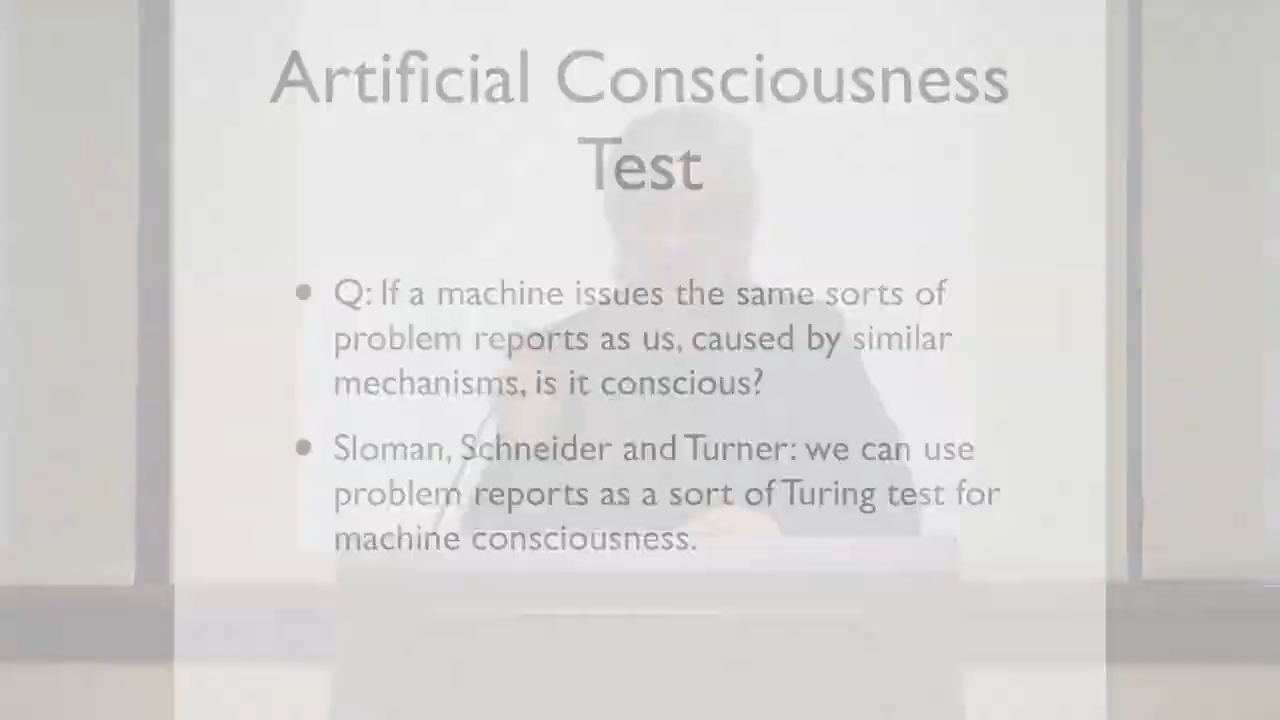 Artificial Consciousness
Test
• Q: If a machine issues the same sorts of
problem reports as us, caused by similar
mechanisms, is it conscious?
• Sloman, Schneider and Turner: we can use
problem reports as a sort of Turing test for
machine consciousness.